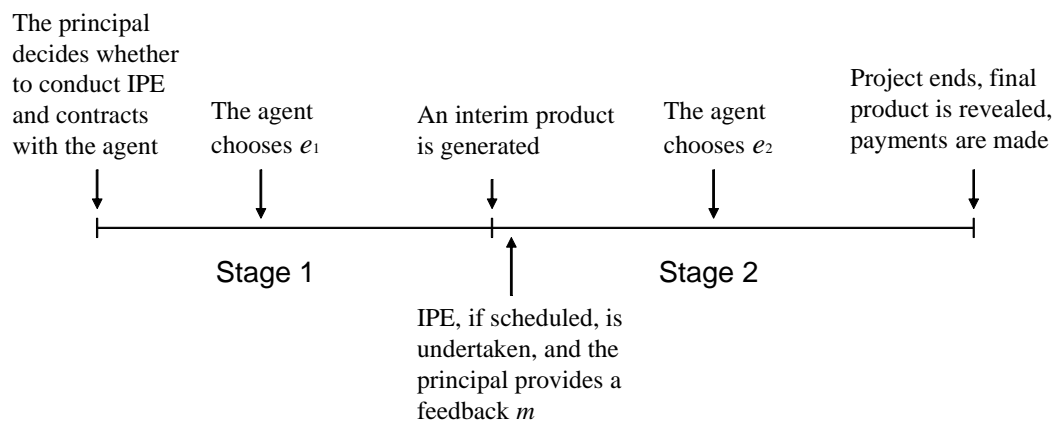 The principal
decides whether
to conduct IPE
and contracts
with the agent
The agent
chooses e1
An interim product
is generated
The agent
chooses e2
Project ends, final
product is revealed,
payments are made
Stage 1
Stage 2
IPE, if scheduled, is
undertaken, and the
principal provides a
feedback m